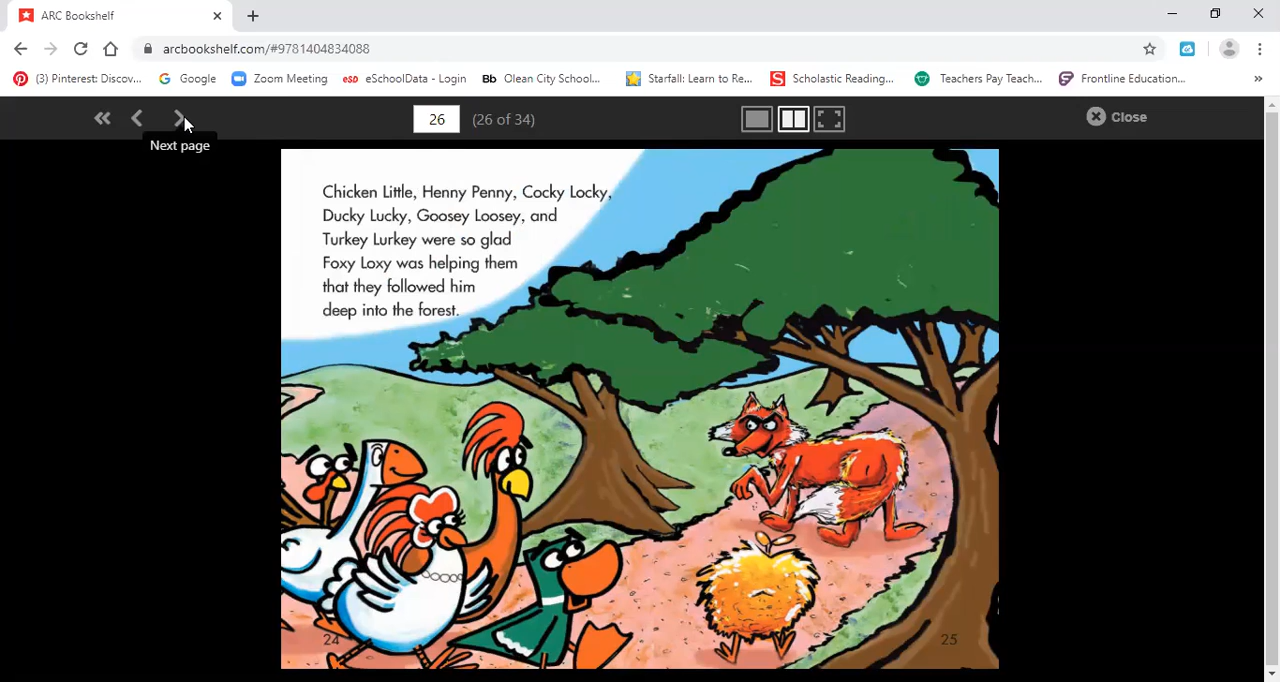 ARC Bookshelf
arcbookshelf.com/#9781404834088
(3) Pinterest: Discov...
Google
Zoom Meeting
esd eSchoolData - Login
Bb Olean City School...
Starfall: Learn to Re...
S Scholastic Reading...
Teachers Pay Teach...
Frontline Education...
26 (26 of 34)
Close
Next page
Chicken Little, Henny Penny, Cocky Locky,
Ducky Lucky, Goosey Loosey, and
Turkey Lurkey were so glad
Foxy Loxy was helping them
that they followed him
deep into the forest.
24
25